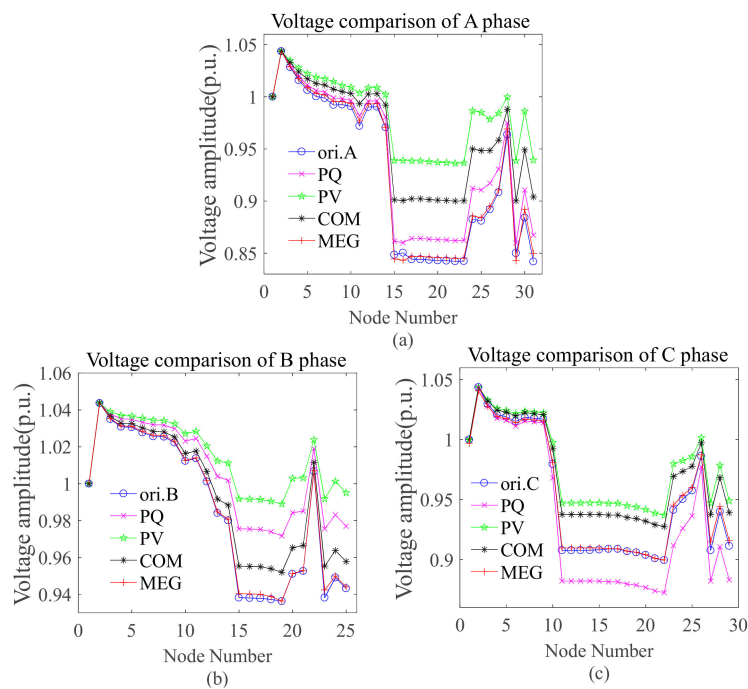 Voltage comparison of A phase
Voltage amplitude(p.u.)
1.05
1
0.95
0.9
0.85
ori.A
PQ
PV
COM
MEG
0 5 10 15 20 25 30
Node Number
(a)
Voltage comparison of B phase
Voltage amplitude(p.u.)
1.06
1.04
1.02
1
0.98
0.96
0.94
ori.B
PQ
PV
COM
MEG
0 5 10 15 20 25
Node Number
(b)
Voltage comparison of C phase
Voltage amplitude(p.u.)
1.05
1
0.95
0.9
ori.C
PQ
PV
COM
MEG
0 5 10 15 20 25 30
Node Number
(c)